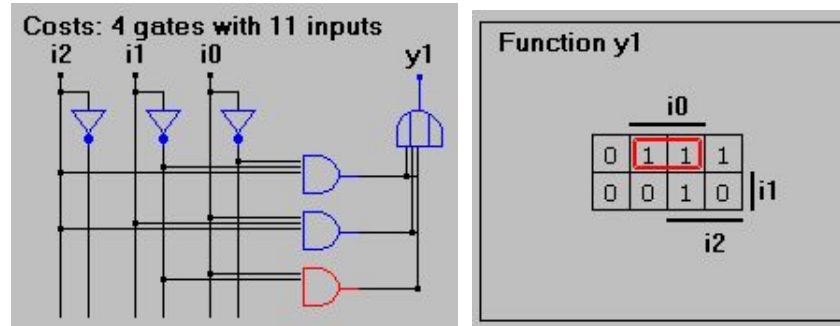 Costs: 4 gates with 11 inputs
i2 i1 i0 y1
Function y1
i0
0 1 1 1
0 0 1 0
i1
i2